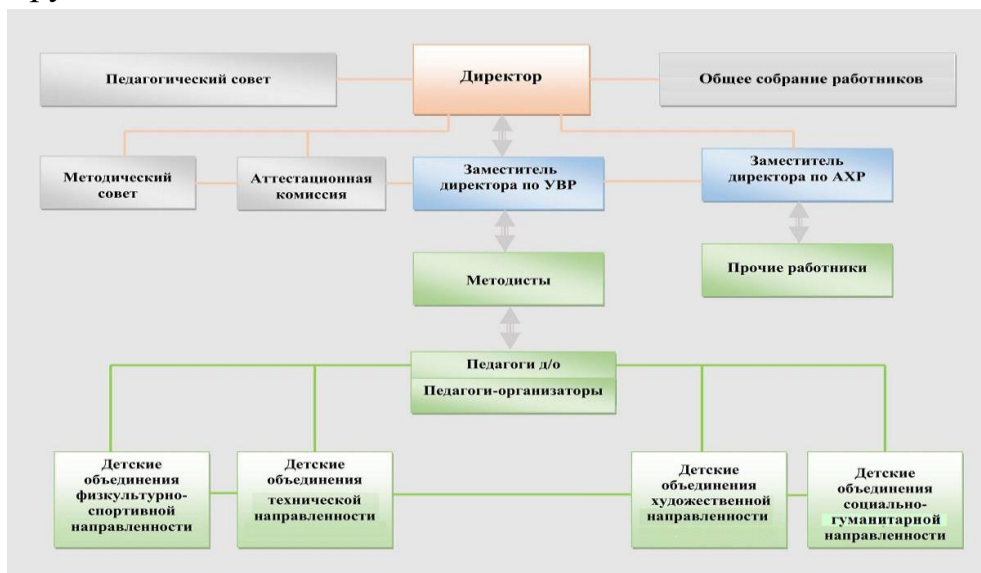 Педагогический совет
Директор
Общее собрание работников
Методический
совет
Аттестационная
комиссия
Заместитель
директора по УВР
Заместитель
директора по АХР
Методисты
Прочие работники
Педагоги д/о
Педагоги-организаторы
Детские
объединения
физкультурно-
спортивной
направленности
Детские
объединения
технической
направленности
Детские
объединения
художественной
направленности
Детские
объединения
социально-
гуманитарной
направленности